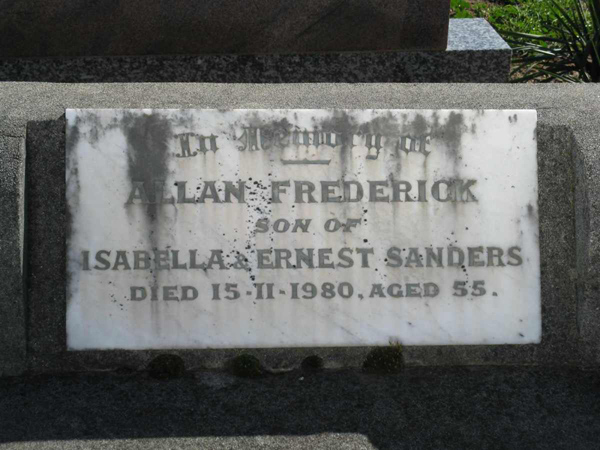 In Memory of
ALLAN FREDERICK
SON OF
ISABELLA & ERNEST SANDERS
DIED 15-11-1980, AGED 55.